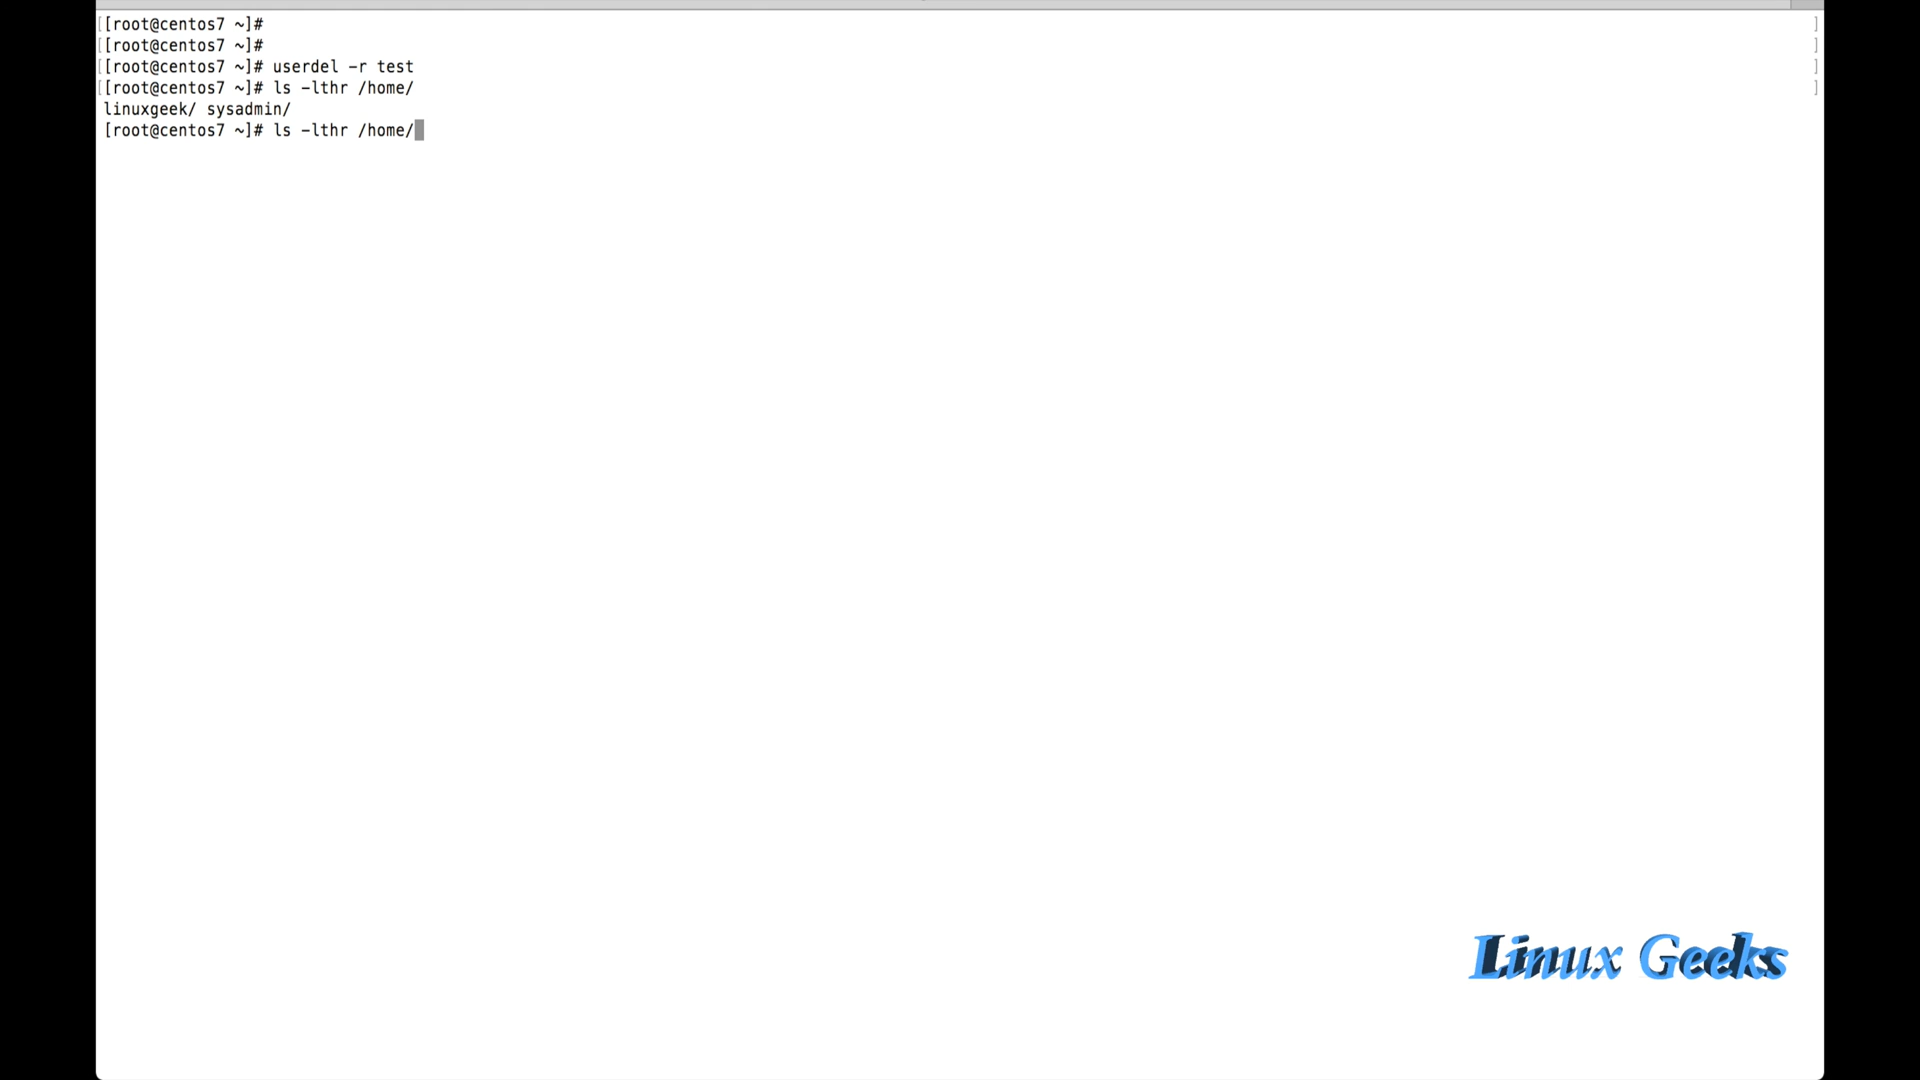 [[root@centos7 ~]# ]
[[root@centos7 ~]# ]
[[root@centos7 ~]# userdel -r test ]
[[root@centos7 ~]# ls -lthr /home/ ]
linuxgeek/ sysadmin/
[root@centos7 ~]# ls -lthr /home/
Linux Geeks